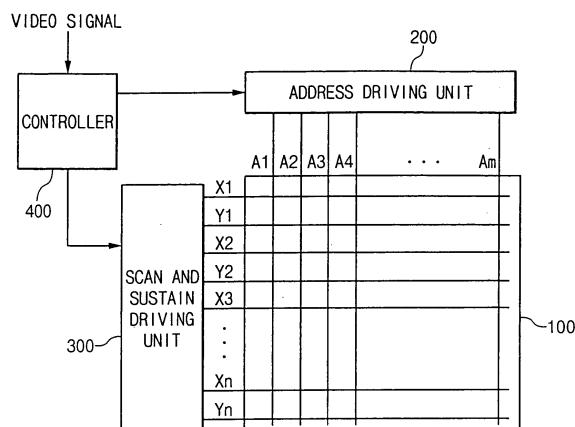 VIDEO SIGNAL
200
ADDRESS DRIVING UNIT
CONTROLLER
400
A1 A2 A3 A4 · · · Am
X1
Y1
X2
Y2
X3
·
·
·
Xn
Yn
SCAN AND
SUSTAIN
DRIVING
UNIT
300
100